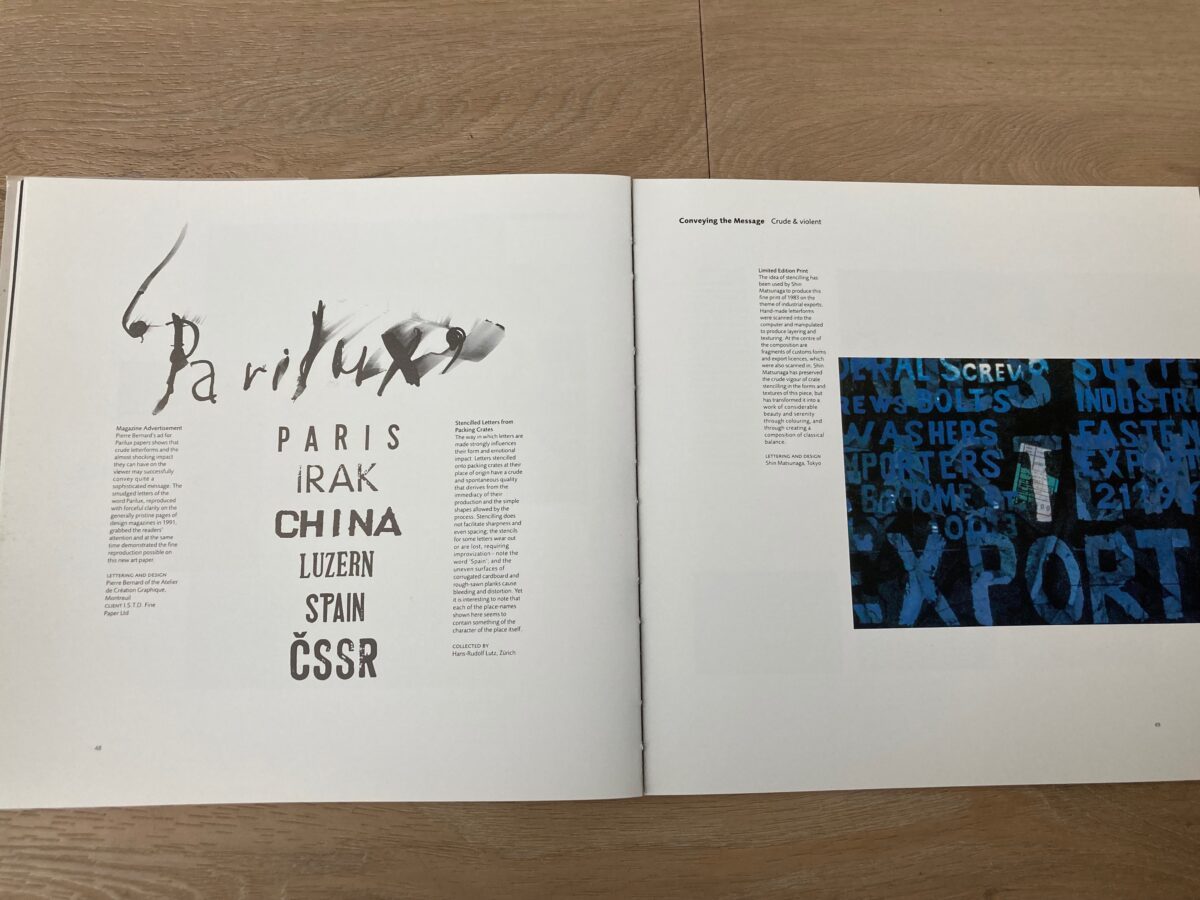 'Parilux'
Magazine Advertisement
Pierre Bernard's ad for
Parilux papers shows that
crude letterforms and the
almost shocking impact
they can have on the
viewer may successfully
convey quite a
sophisticated message. The
smudged letters of the
word Parilux, reproduced
with forceful clarity on the
generally pristine pages of
design magazines in 1991,
grabbed the readers'
attention and at the same
time demonstrated the fine
reproduction possible on
this new art paper.
LETTERING AND DESIGN
Pierre Bernard of the Atelier
de Création Graphique,
Montreuil
CLIENT I.S.T.D. Fine
Paper Ltd
PARIS
IRAK
CHINA
LUZERN
SPAIN
ČSSR
Stencilled Letters from
Packing Crates
The way in which letters are
made strongly influences
their form and emotional
impact. Letters stencilled
onto packing crates at their
place of origin have a crude
and spontaneous quality
that derives from the
immediacy of their
production and the simple
shapes allowed by the
process. Stencilling does
not facilitate sharpness and
even spacing; the stencils
for some letters wear out
or are lost, requiring
improvization - note the
word 'Spain'; and the
uneven surfaces of
corrugated cardboard and
rough-sawn planks cause
bleeding and distortion. Yet
it is interesting to note that
each of the place-names
shown here seems to
contain something of the
character of the place itself.
COLLECTED BY
Hans-Rudolf Lutz, Zürich
48
Conveying the Message Crude & violent
Limited Edition Print
The idea of stencilling has
been used by Shin
Matsunaga to produce this
fine print of 1983 on the
theme of industrial exports.
Hand-made letterforms
were scanned into the
computer and manipulated
to produce layering and
texturing. At the centre of
the composition are
fragments of customs forms
and export licences, which
were also scanned in. Shin
Matsunaga has preserved
the crude vigour of crate
stencilling in the forms and
textures of this piece, but
has transformed it into a
work of considerable
beauty and serenity
through colouring, and
through creating a
composition of classical
balance.
LETTERING AND DESIGN
Shin Matsunaga, Tokyo
ERAL SCREW
REWS BOLTS INDUSTRI
WASHERS FASTEN
PORTERS EXPOR
212
EXPORT
49